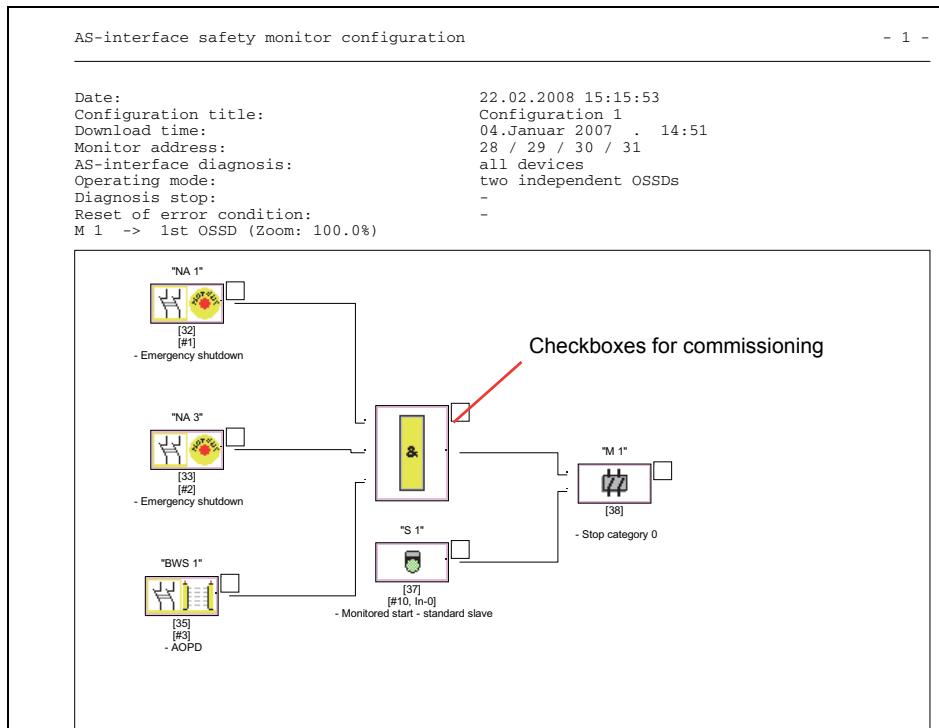 AS-interface safety monitor configuration - 1 -
Date: 22.02.2008 15:15:53
Configuration title: Configuration 1
Download time: 04.Januar 2007 . 14:51
Monitor address: 28 / 29 / 30 / 31
AS-interface diagnosis: all devices
Operating mode: two independent OSSDs
Diagnosis stop: -
Reset of error condition: -
M 1 -> 1st OSSD (Zoom: 100.0%)
"NA 1"
[32]
[#1]
- Emergency shutdown
Checkboxes for commissioning
"NA 3"
[33]
[#2]
- Emergency shutdown
&
"M 1"
[38]
- Stop category 0
"S 1"
[37]
[#10, In-0]
- Monitored start - standard slave
"BWS 1"
[35]
[#3]
- AOPD